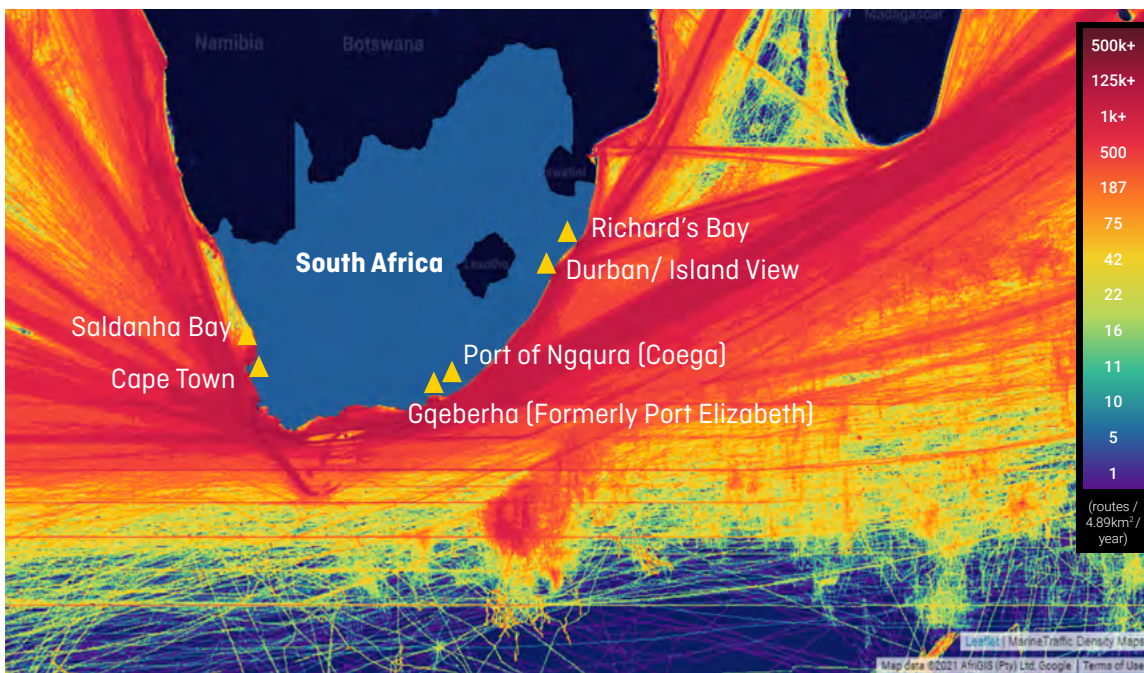 Namibia
Botswana
Madagascar
Eswatini
Richard's Bay
South Africa
Lesotho
Durban/ Island View
Saldanha Bay
Port of Ngqura (Coega)
Cape Town
Gqeberha (Formerly Port Elizabeth)
500k+
125k+
1k+
500
187
75
42
22
16
11
10
5
1
(routes /
4.89km²/
year)
Leaflet | MarineTraffic Density Maps
Map data ©2021 AfriGIS (Pty) Ltd, Google | Terms of Use